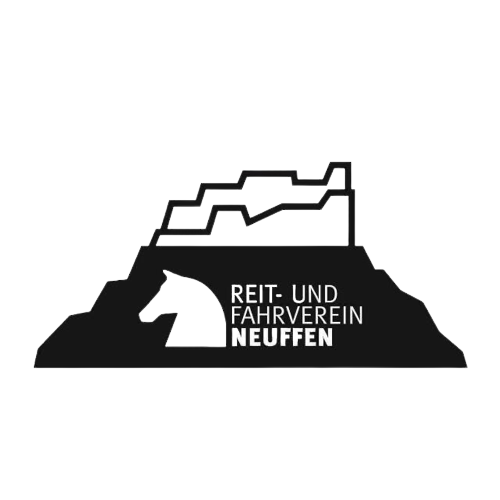 REIT- UND
FAHRVEREIN
NEUFFEN